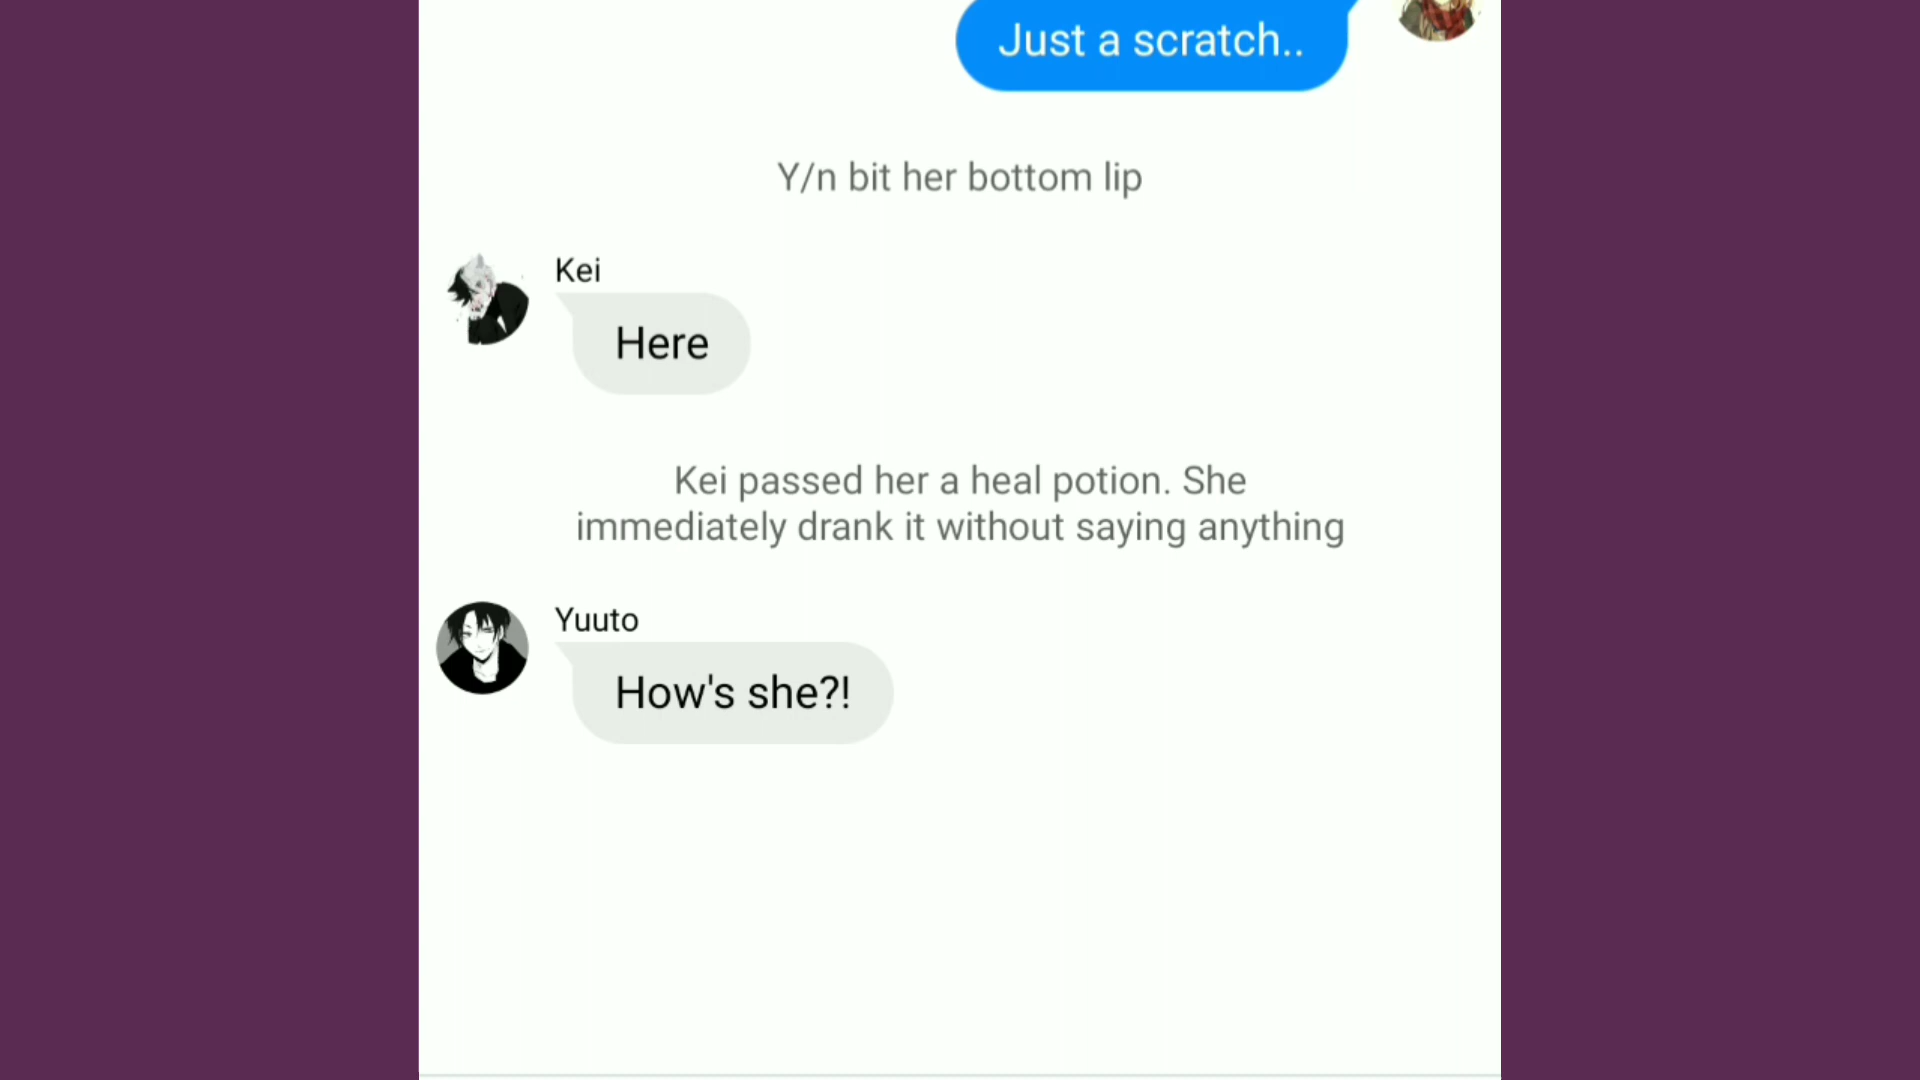 Just a scratch..
Y/n bit her bottom lip
Kei
Here
Kei passed her a heal potion. She
immediately drank it without saying anything
Yuuto
How's she?!